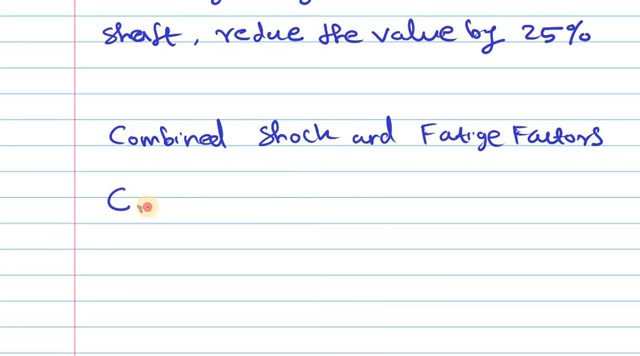 shaft, redue the value by 25%
Combined Shock and Fatige Factors
C